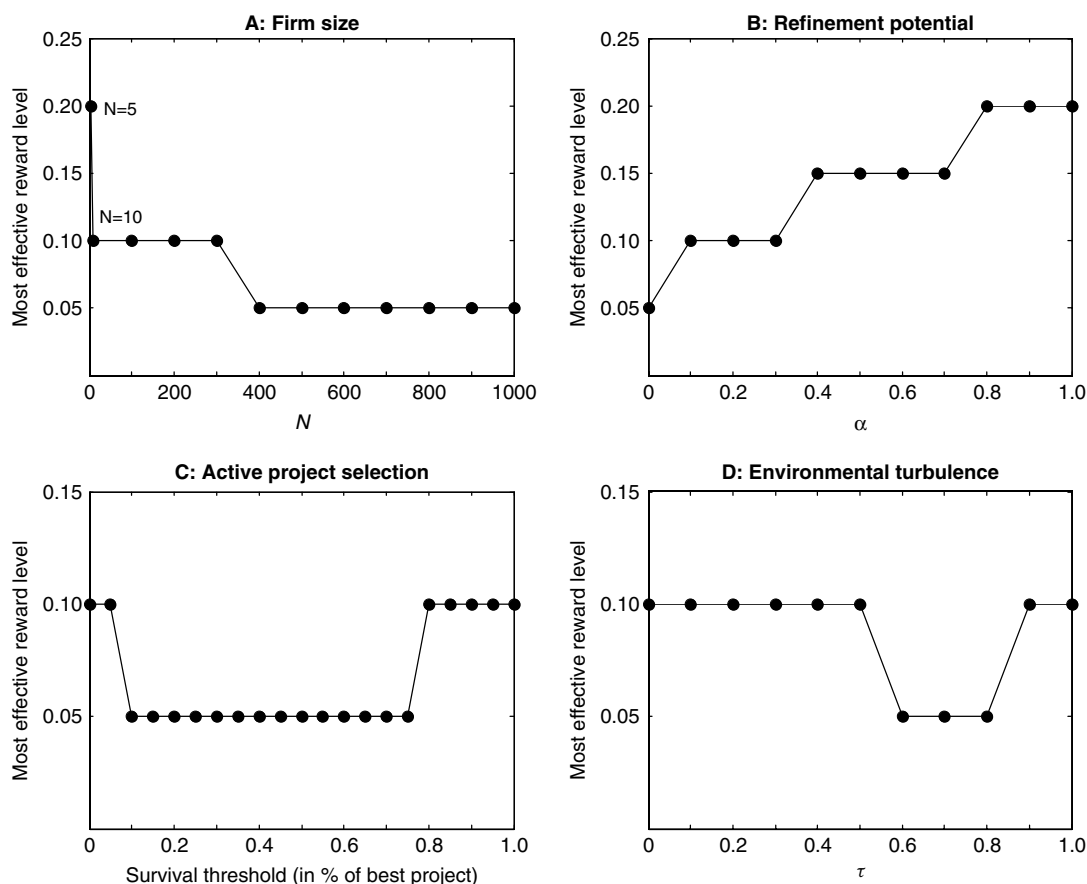 A: Firm size
0.25
0.20
0.15
0.10
0.05
N=5
N=10
0 200 400 600 800 1000
Most effective reward level
N
B: Refinement potential
0.25
0.20
0.15
0.10
0.05
0 0.2 0.4 0.6 0.8 1.0
Most effective reward level
α
C: Active project selection
0.15
0.10
0.05
0 0.2 0.4 0.6 0.8 1.0
Most effective reward level
Survival threshold (in % of best project)
D: Environmental turbulence
0.15
0.10
0.05
0 0.2 0.4 0.6 0.8 1.0
Most effective reward level
τ